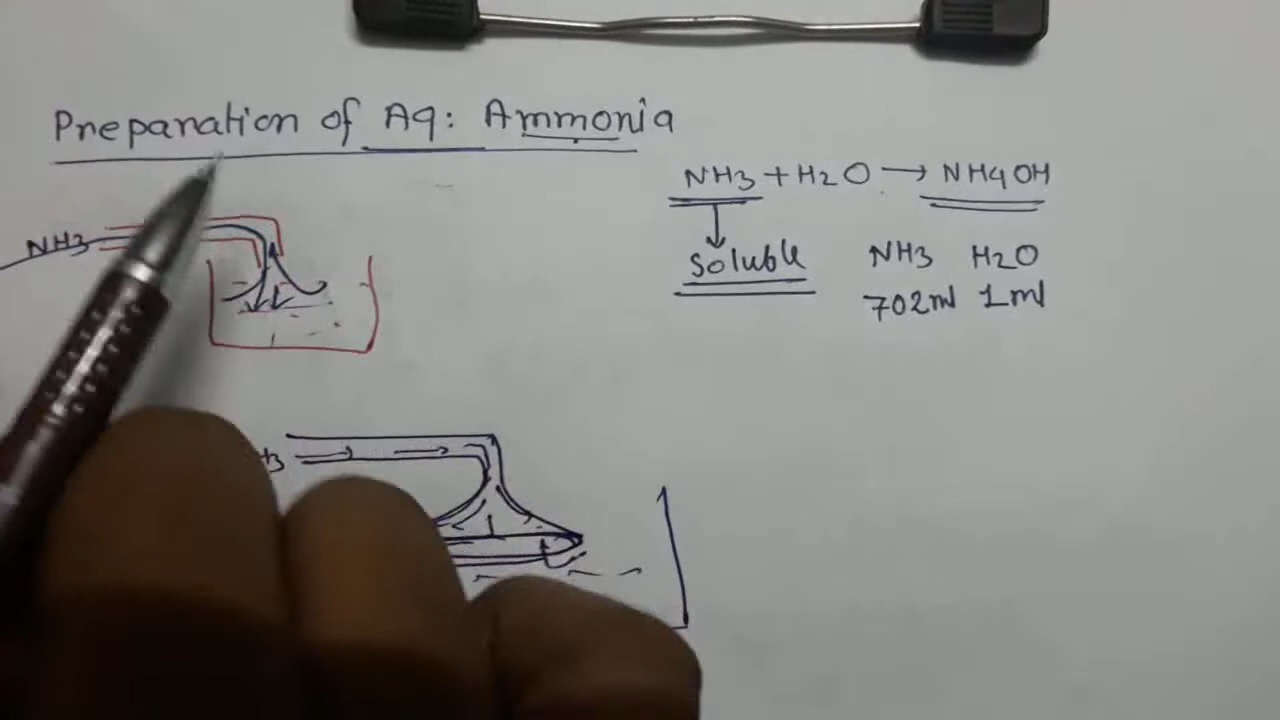 Preparation of Aq: Ammonia
NH3 + H2O → NH4OH
NH3
Soluble
NH3 H2O
702ml 1ml